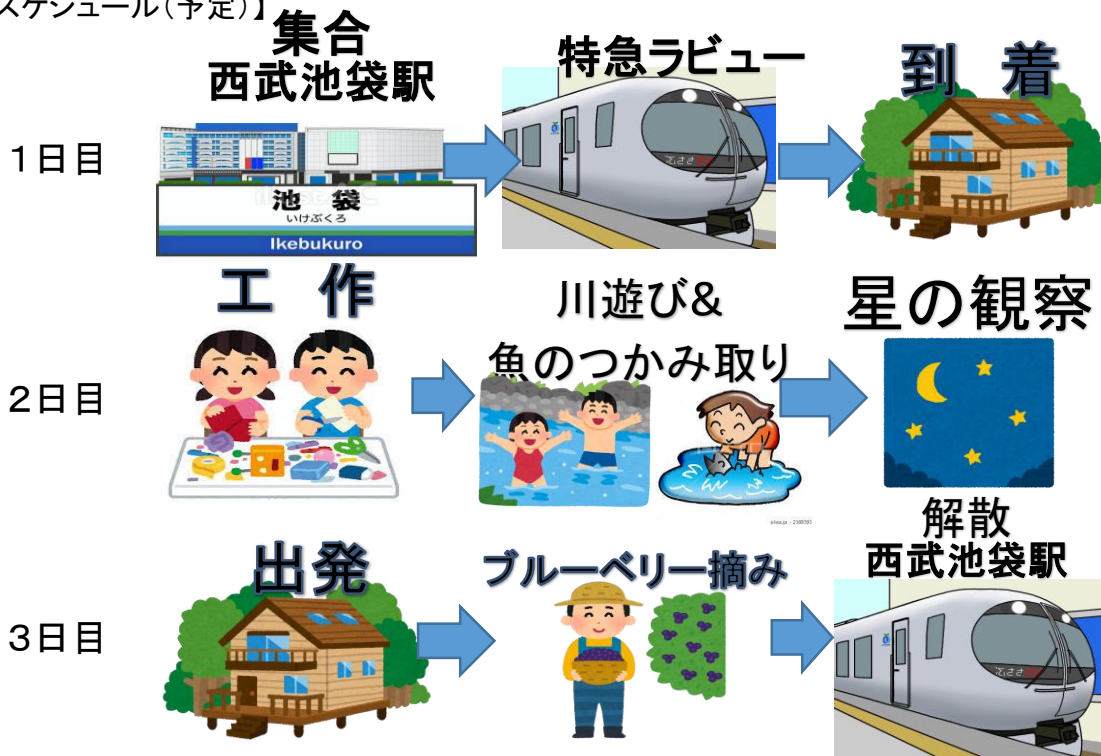 スケジュール(予定)】
集合
西武池袋駅
特急ラビュー
到 着
1日目
池 袋
いけぶくろ
Ikebukuro
工 作
川遊び&
魚のつかみ取り
星の観察
2日目
解散
西武池袋駅
出発
ブルーベリー摘み
3日目